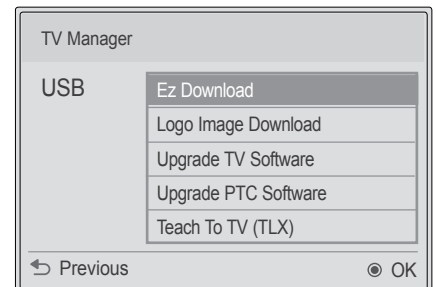 TV Manager
USB
Ez Download
Logo Image Download
Upgrade TV Software
Upgrade PTC Software
Teach To TV (TLX)
Previous
OK